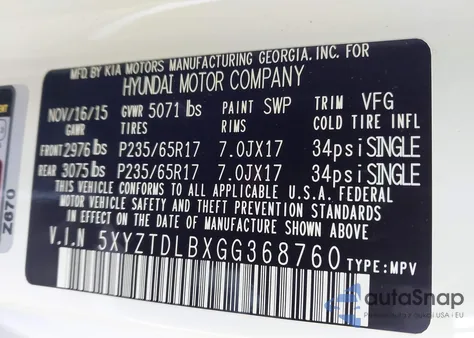 MFD.BY KIA MOTORS MANUFACTURING GEORGIA.INC.FOR
HYUNDAI MOTOR COMPANY
NOV/16/15 GVWR 5071 lbs PAINT SWP TRIM VFG
GAWR TIRES RIMS COLD TIRE INFL
FRONT 2976 lbs P235/65R17 7.0JX17 34psi SINGLE
REAR 3075 lbs P235/65R17 7.0JX17 34psi SINGLE
THIS VEHICLE CONFORMS TO ALL APPLICABLE U.S.A. FEDERAL
MOTOR VEHICLE SAFETY AND THEFT PREVENTION STANDARDS
IN EFFECT ON THE DATE OF MANUFACTURE SHOWN ABOVE.
V.I.N 5XYZTDLBXGG368760 TYPE:MPV
Z670
autoSnap